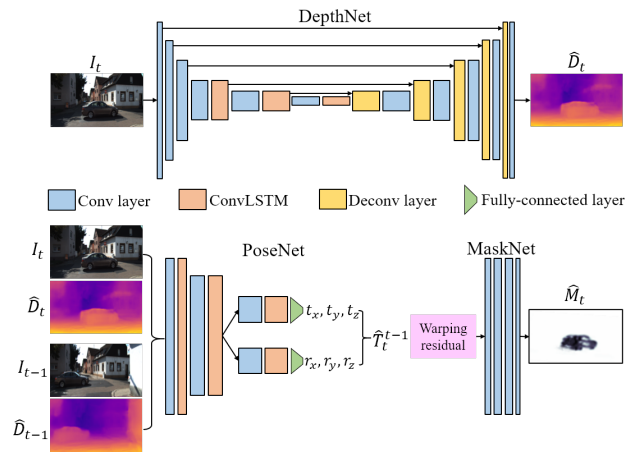 DepthNet
I_t
D̂_t
Conv layer
ConvLSTM
Deconv layer
Fully-connected layer
I_t
PoseNet
MaskNet
D̂_t
t_x, t_y, t_z
M̂_t
T̂_t^{t−1}
Warping
residual
I_{t−1}
r_x, r_y, r_z
D̂_{t−1}